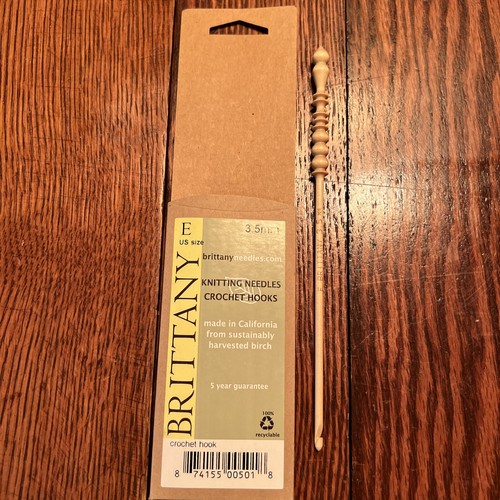 E
US size
3.5mm
brittanyneedles.com
BRITTANY
KNITTING NEEDLES
CROCHET HOOKS
made in California
from sustainably
harvested birch
5 year guarantee
100%
recyclable
crochet hook
8 74155 00501 8